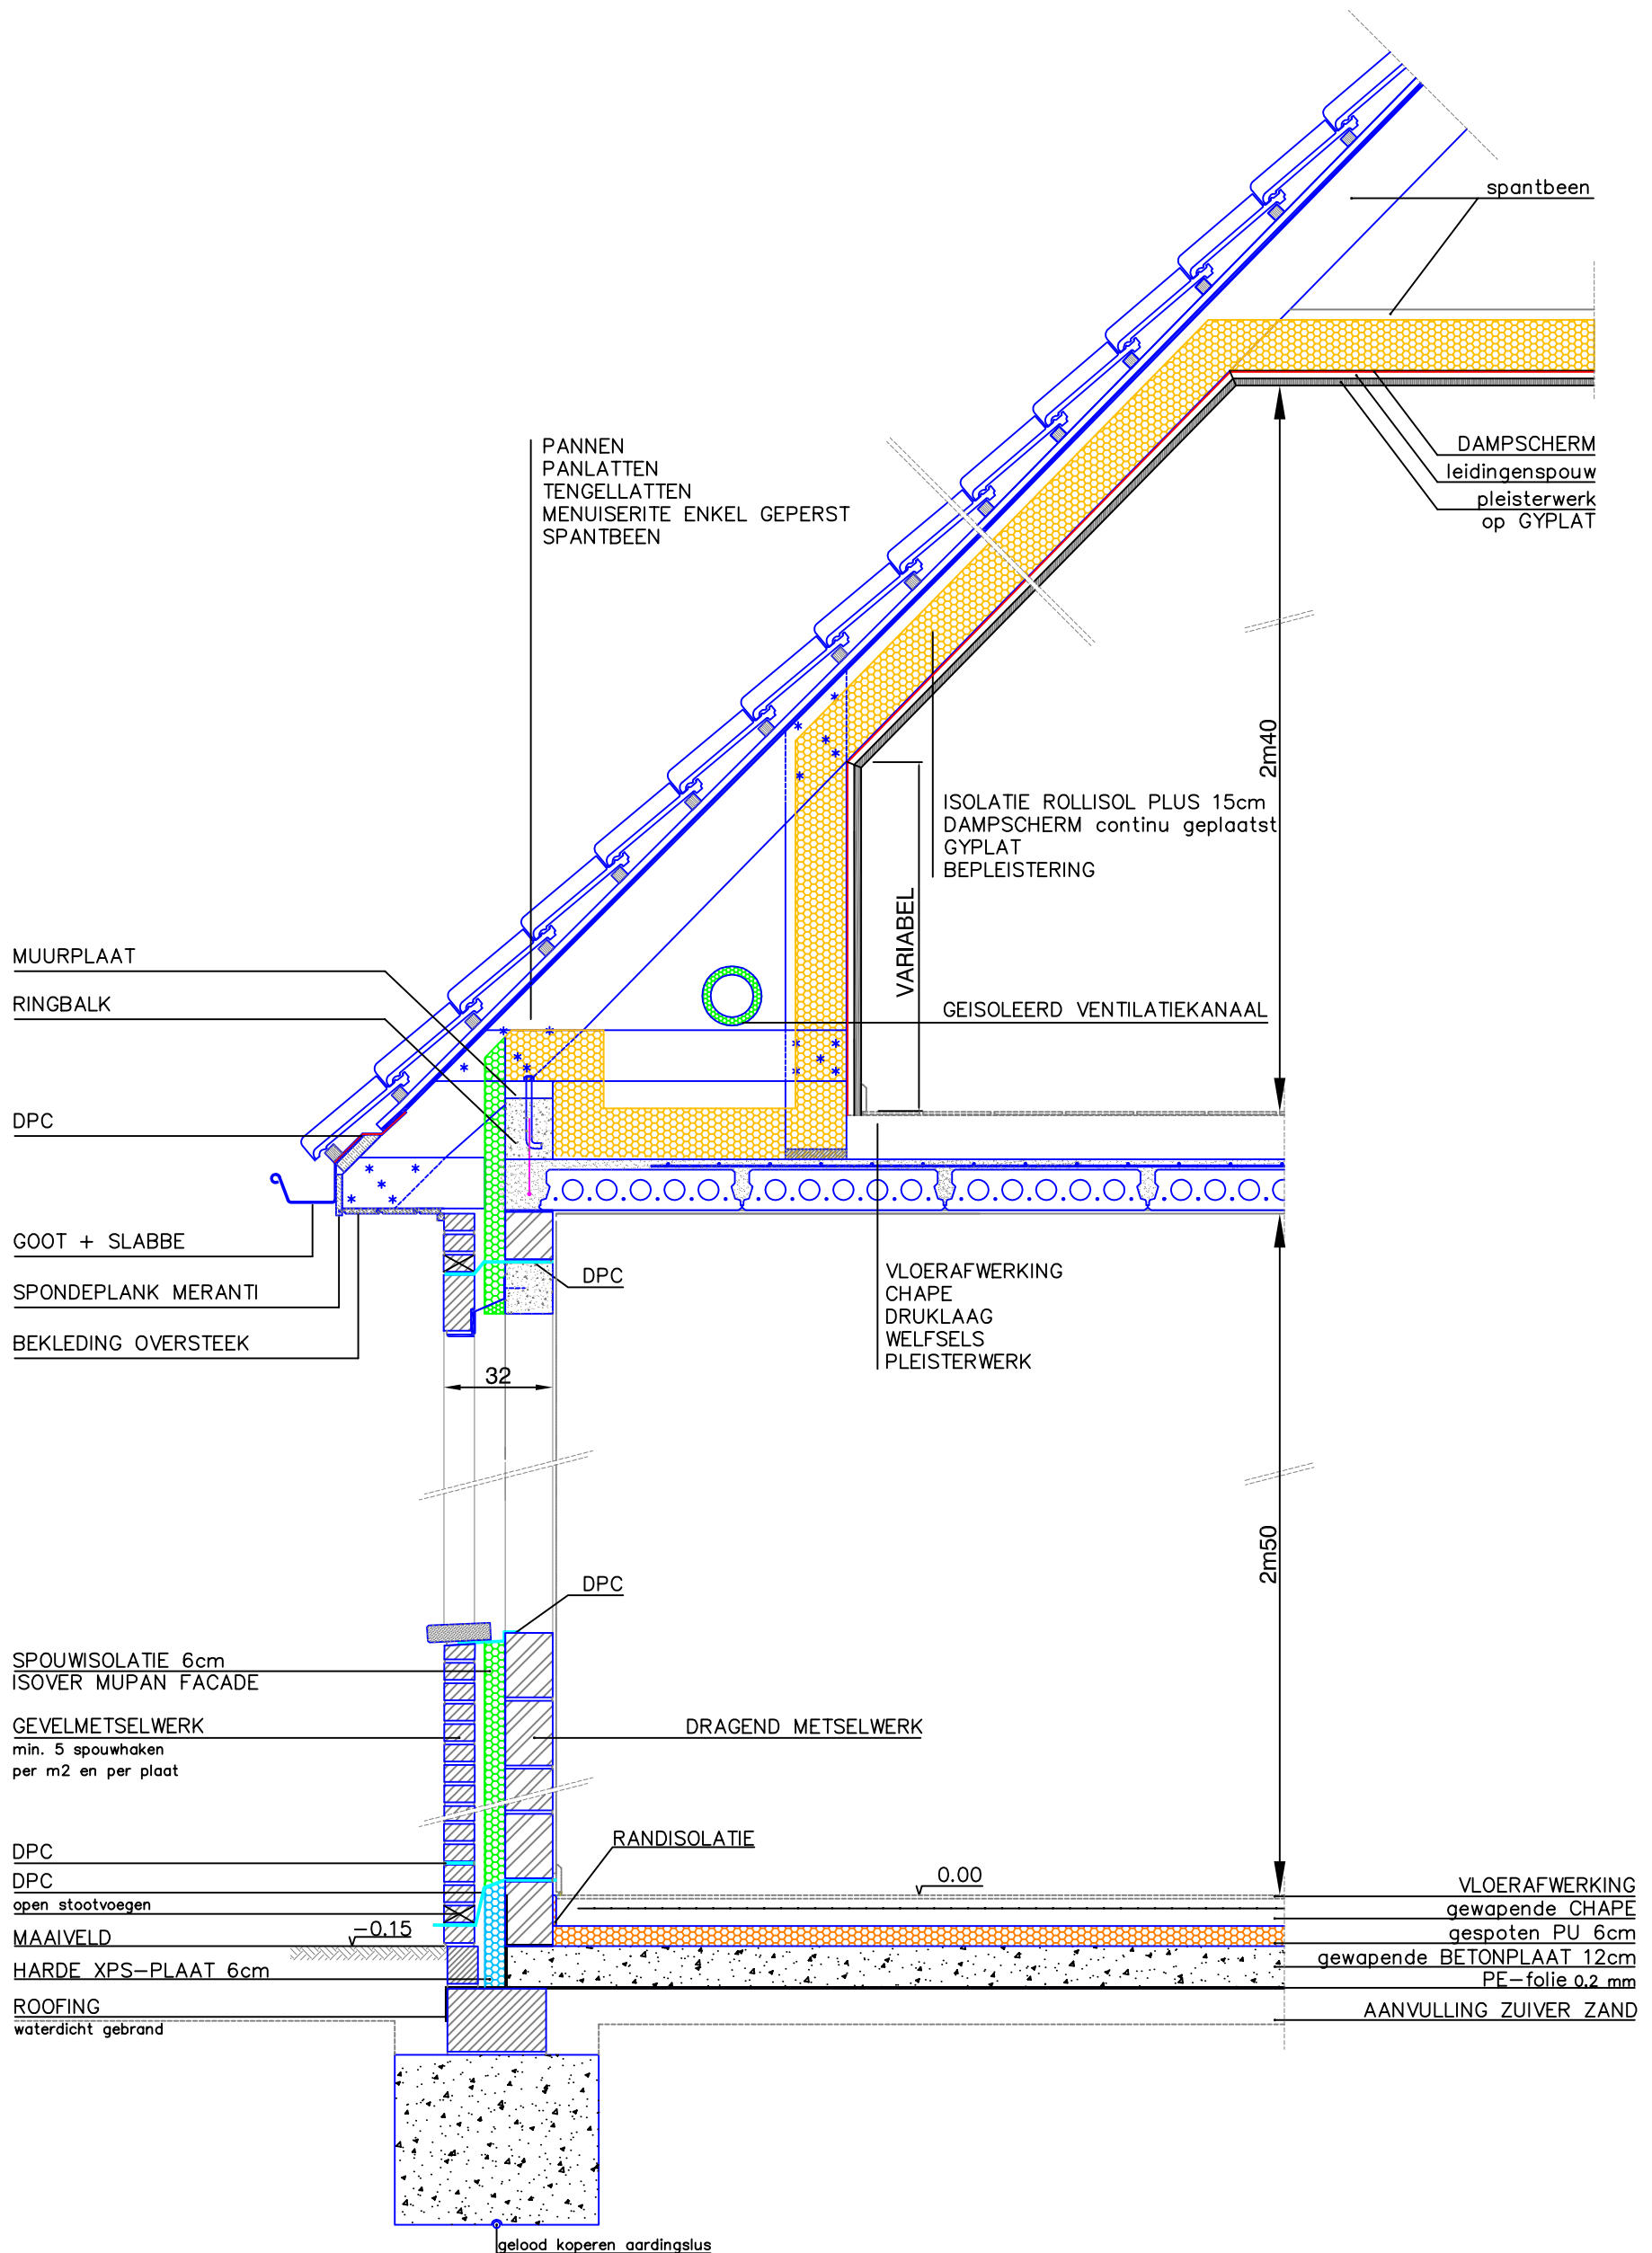 spantbeen
DAMPSCHERM
leidingenspouw
pleisterwerk
op GYPLAT
PANNEN
PANLATTEN
TENGELLATTEN
MENUISERITE ENKEL GEPERST
SPANTBEEN
2m40
ISOLATIE ROLLISOL PLUS 15cm
DAMPSCHERM continu geplaatst
GYPLAT
BEPLEISTERING
VARIABEL
MUURPLAAT
RINGBALK
GEISOLEERD VENTILATIEKANAAL
DPC
GOOT + SLABBE
SPONDEPLANK MERANTI
BEKLEDING OVERSTEEK
DPC
VLOERAFWERKING
CHAPE
DRUKLAAG
WELFSELS
PLEISTERWERK
32
2m50
DPC
SPOUWISOLATIE 6cm
ISOVER MUPAN FACADE
GEVELMETSELWERK
min. 5 spouwhaken
per m2 en per plaat
DRAGEND METSELWERK
RANDISOLATIE
DPC
DPC
open stootvoegen
0.00
-0.15
MAAIVELD
HARDE XPS-PLAAT 6cm
ROOFING
waterdicht gebrand
VLOERAFWERKING
gewapende CHAPE
gespoten PU 6cm
gewapende BETONPLAAT 12cm
PE-folie 0,2 mm
AANVULLING ZUIVER ZAND
gelood koperen aardingslus